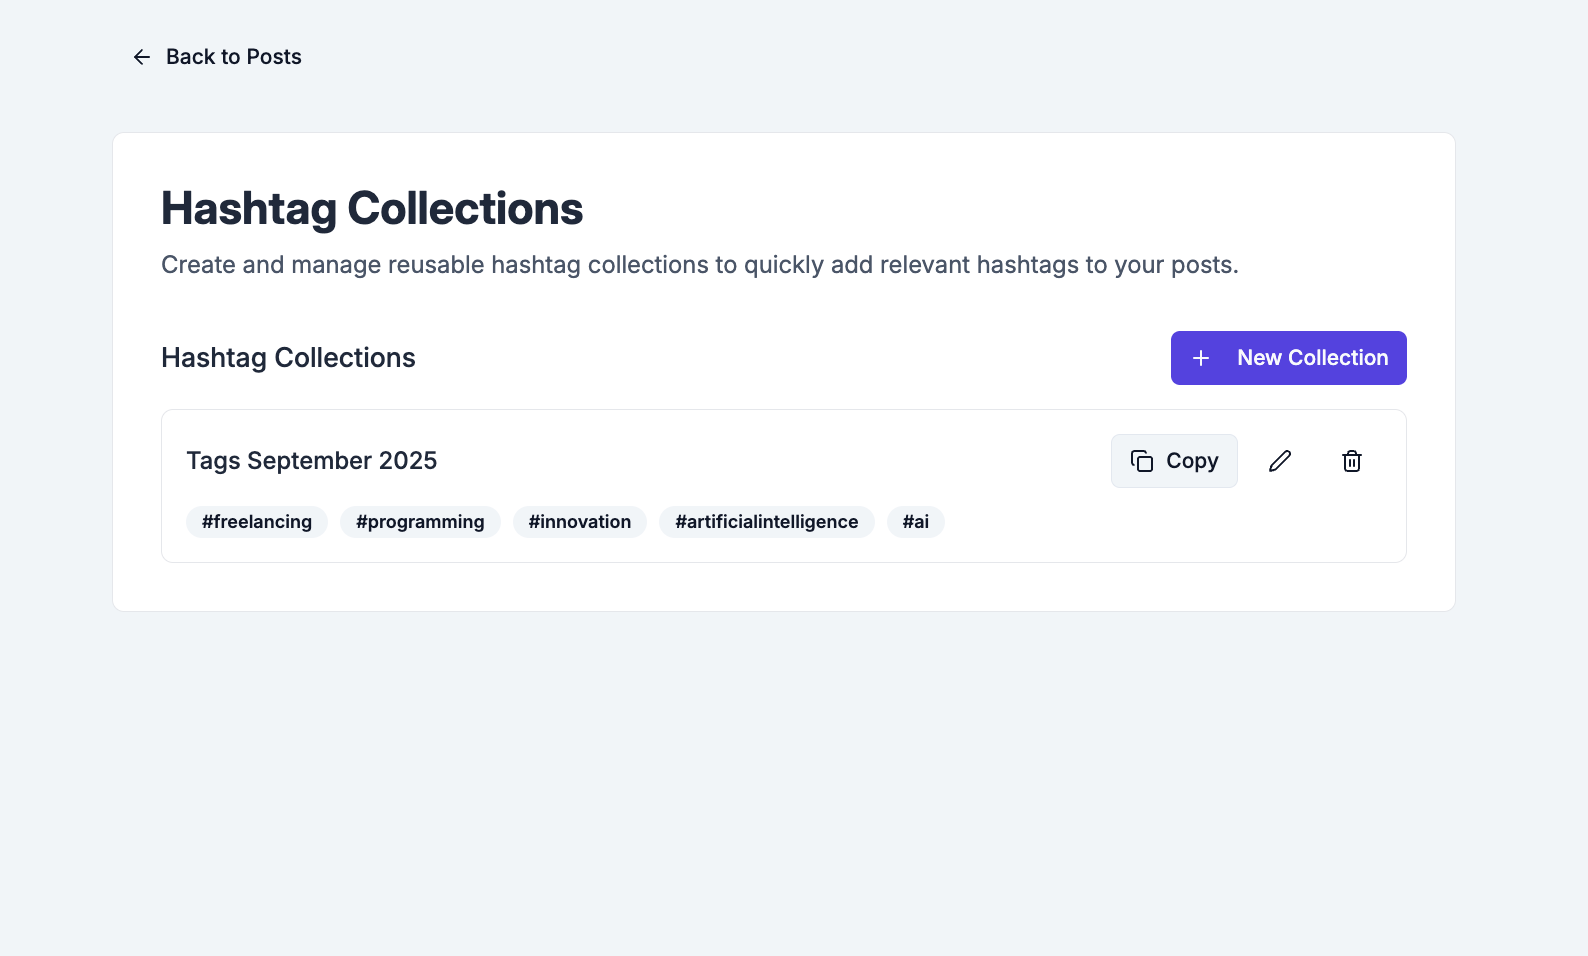 Back to Posts
Hashtag Collections
Create and manage reusable hashtag collections to quickly add relevant hashtags to your posts.
Hashtag Collections
New Collection
Tags September 2025
Copy
#freelancing #programming #innovation #artificialintelligence #ai